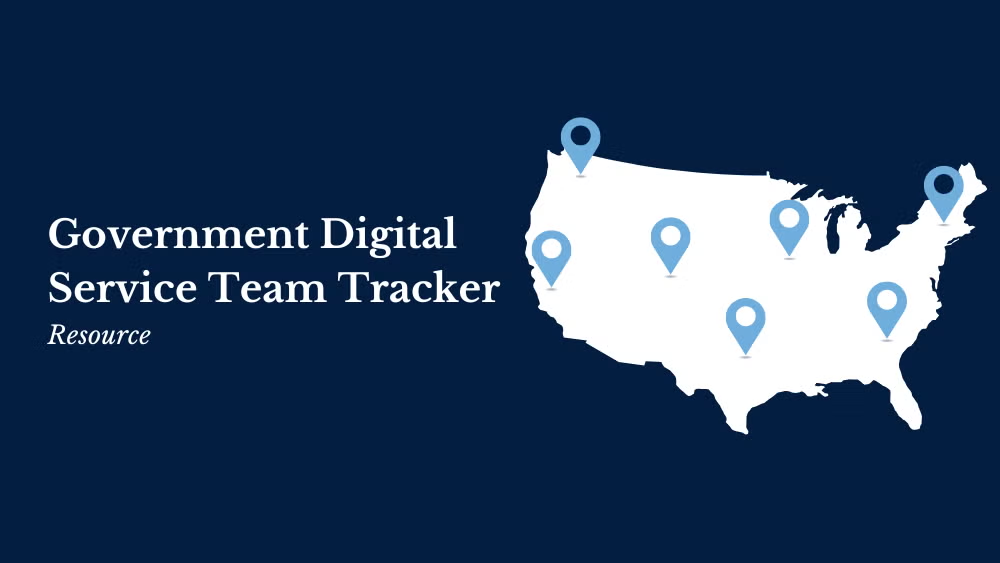 Government Digital
Service Team Tracker
Resource